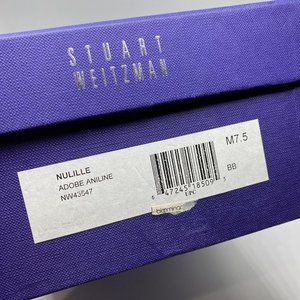 STUART
WEITZMAN
NULILLE
ADOBE ANILINE
NW43547
M7.5
BB